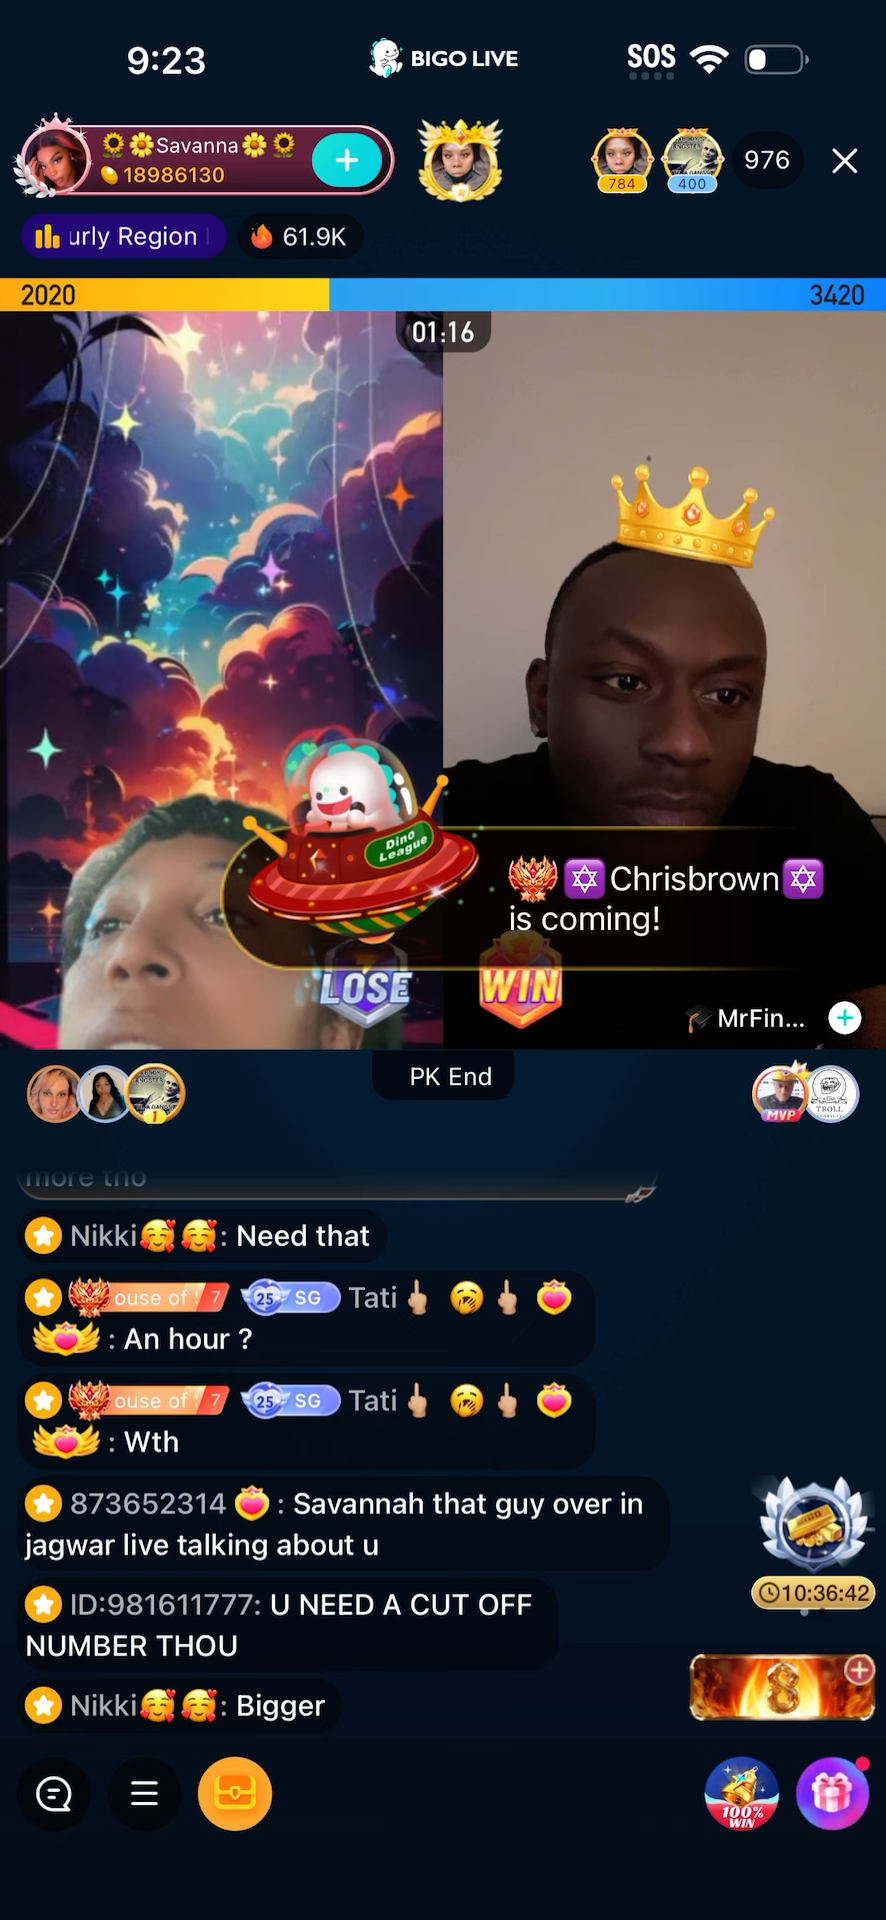 9:23
BIGO LIVE
SOS
🌻🌼Savanna🌼🌻
18986130
784
400
976
urly Region
61.9K
2020
3420
01:16
Dino
League
🔯Chrisbrown🔯
is coming!
LOSE
WIN
🎓MrFin...
PK End
1
MVP
TROLL
more tho
Nikki🥰🥰: Need that
ouse of 7 25 SG Tati🖕🏼 🥱🖕🏼
: An hour ?
ouse of 7 25 SG Tati🖕🏼 🥱🖕🏼
: Wth
873652314 : Savannah that guy over in
jagwar live talking about u
ID:981611777: U NEED A CUT OFF
NUMBER THOU
10:36:42
Nikki🥰🥰: Bigger
8
100%
WIN